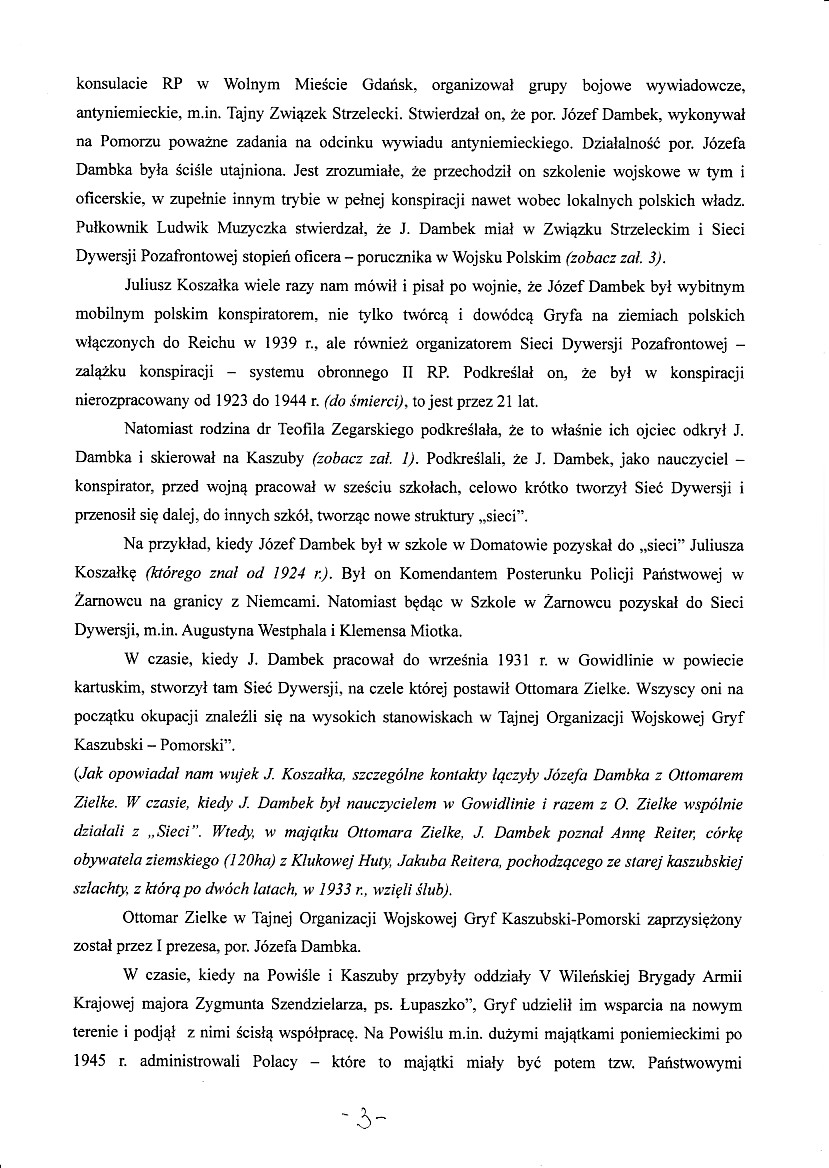 konsulacie RP w Wolnym Mieście Gdańsk, organizował grupy bojowe wywiadowcze,
antyniemieckie, m.in. Tajny Związek Strzelecki. Stwierdzał on, że por. Józef Dambek, wykonywał
na Pomorzu poważne zadania na odcinku wywiadu antyniemieckiego. Działalność por. Józefa
Dambka była ściśle utajniona. Jest zrozumiałe, że przechodził on szkolenie wojskowe w tym i
oficerskie, w zupełnie innym trybie w pełnej konspiracji nawet wobec lokalnych polskich władz.
Pułkownik Ludwik Muzyczka stwierdzał, że J. Dambek miał w Związku Strzeleckim i Sieci
Dywersji Pozafrontowej stopień oficera – porucznika w Wojsku Polskim (zobacz zał. 3).
Juliusz Koszałka wiele razy nam mówił i pisał po wojnie, że Józef Dambek był wybitnym
mobilnym polskim konspiratorem, nie tylko twórcą i dowódcą Gryfa na ziemiach polskich
włączonych do Reichu w 1939 r., ale również organizatorem Sieci Dywersji Pozafrontowej –
zalążku konspiracji – systemu obronnego II RP. Podkreślał on, że był w konspiracji
nierozpracowany od 1923 do 1944 r. (do śmierci), to jest przez 21 lat.
Natomiast rodzina dr Teofila Zegarskiego podkreślała, że to właśnie ich ojciec odkrył J.
Dambka i skierował na Kaszuby (zobacz zał. 1). Podkreślali, że J. Dambek, jako nauczyciel –
konspirator, przed wojną pracował w sześciu szkołach, celowo krótko tworzył Sieć Dywersji i
przenosił się dalej, do innych szkół, tworząc nowe struktury „sieci”.
Na przykład, kiedy Józef Dambek był w szkole w Domatowie pozyskał do „sieci” Juliusza
Koszałkę (którego znał od 1924 r.). Był on Komendantem Posterunku Policji Państwowej w
Żarnowcu na granicy z Niemcami. Natomiast będąc w Szkole w Żarnowcu pozyskał do Sieci
Dywersji, m.in. Augustyna Westphala i Klemensa Miotka.
W czasie, kiedy J. Dambek pracował do września 1931 r. w Gowidlinie w powiecie
kartuskim, stworzył tam Sieć Dywersji, na czele której postawił Ottomara Zielke. Wszyscy oni na
początku okupacji znaleźli się na wysokich stanowiskach w Tajnej Organizacji Wojskowej Gryf
Kaszubski – Pomorski”.
(Jak opowiadał nam wujek J. Koszałka, szczególne kontakty łączyły Józefa Dambka z Ottomarem
Zielke. W czasie, kiedy J. Dambek był nauczycielem w Gowidlinie i razem z O. Zielke wspólnie
działali z „Sieci”. Wtedy, w majątku Ottomara Zielke, J. Dambek poznał Annę Reiter, córkę
obywatela ziemskiego (120ha) z Klukowej Huty, Jakuba Reitera, pochodzącego ze starej kaszubskiej
szlachty, z którą po dwóch latach, w 1933 r., wzięli ślub).
Ottomar Zielke w Tajnej Organizacji Wojskowej Gryf Kaszubski-Pomorski zaprzysiężony
został przez I prezesa, por. Józefa Dambka.
W czasie, kiedy na Powiśle i Kaszuby przybyły oddziały V Wileńskiej Brygady Armii
Krajowej majora Zygmunta Szendzielarza, ps. Łupaszko”, Gryf udzielił im wsparcia na nowym
terenie i podjął z nimi ścisłą współpracę. Na Powiślu m.in. dużymi majątkami poniemieckimi po
1945 r. administrowali Polacy – które to majątki miały być potem tzw. Państwowymi
-3-